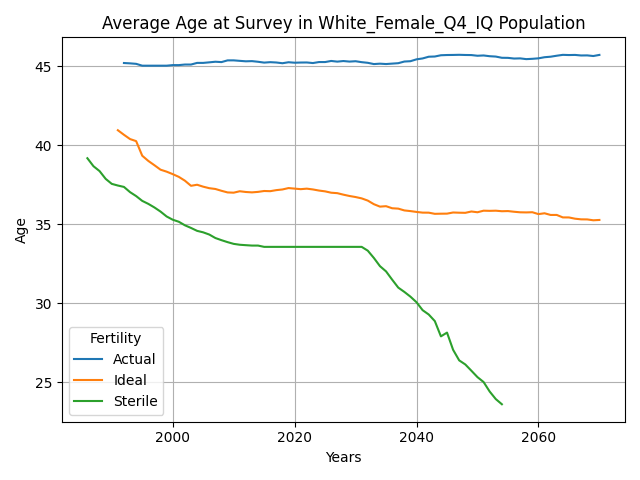 Average Age at Survey in White_Female_Q4_IQ Population
Age
45
40
35
30
25
Fertility
Actual
Ideal
Sterile
2000
2020
2040
2060
Years